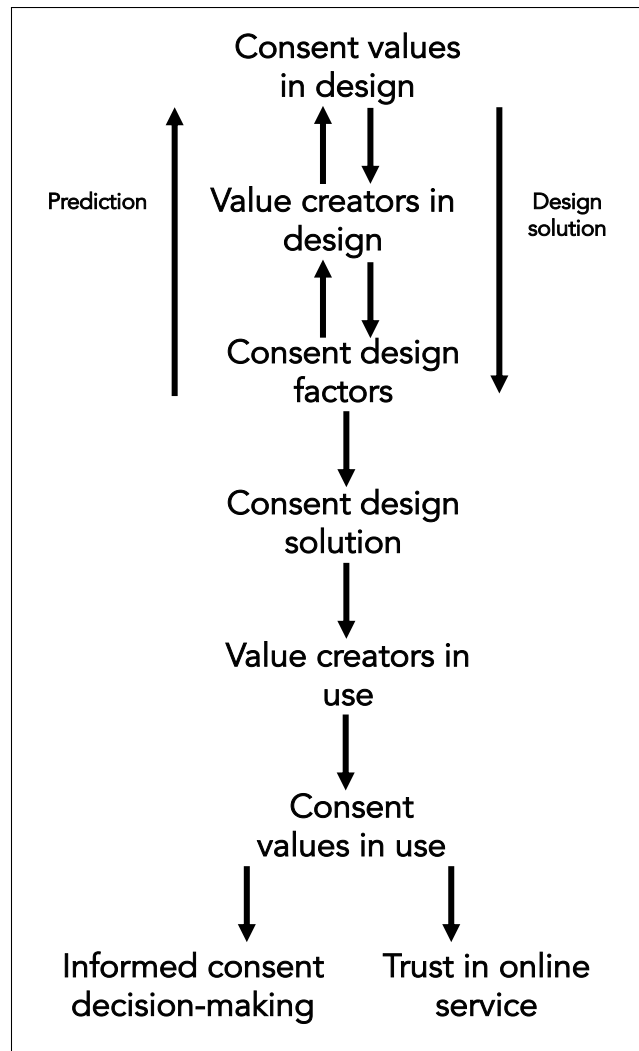 Consent values
in design
Prediction
Value creators in
design
Design
solution
Consent design
factors
Consent design
solution
Value creators in
use
Consent
values in use
Informed consent
decision-making
Trust in online
service